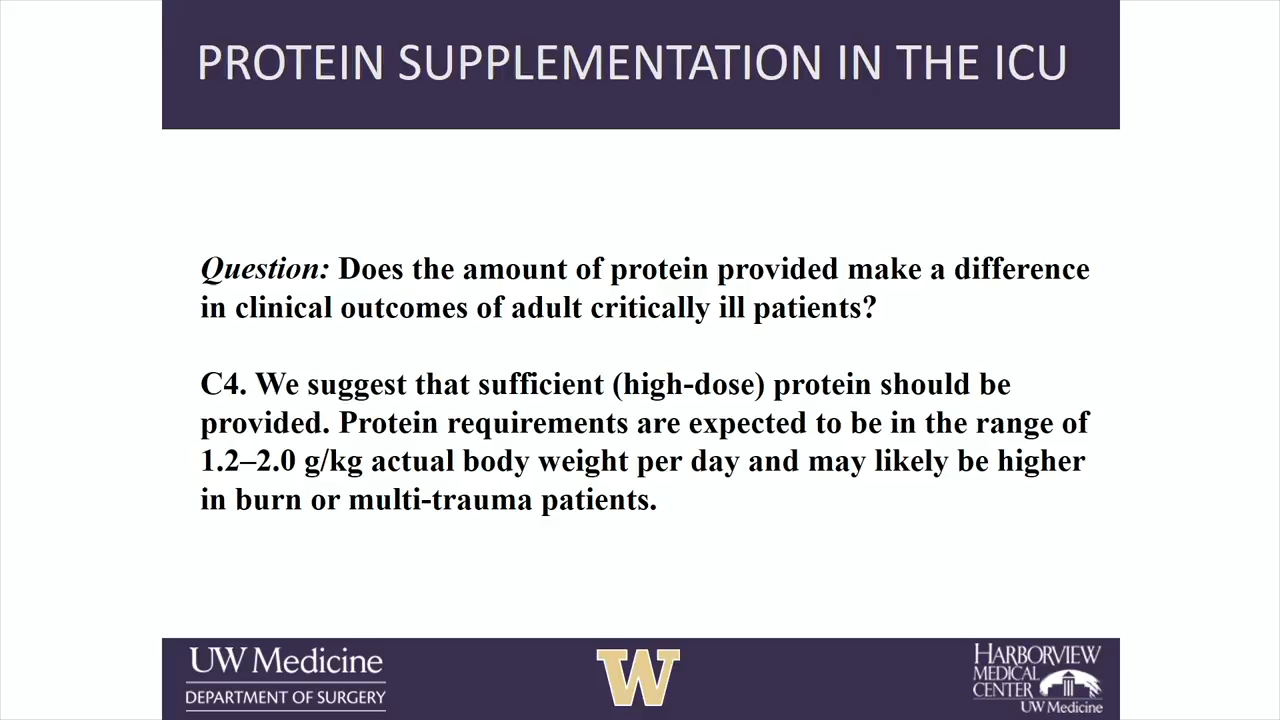 PROTEIN SUPPLEMENTATION IN THE ICU
Question: Does the amount of protein provided make a difference
in clinical outcomes of adult critically ill patients?
C4. We suggest that sufficient (high-dose) protein should be
provided. Protein requirements are expected to be in the range of
1.2–2.0 g/kg actual body weight per day and may likely be higher
in burn or multi-trauma patients.
UW Medicine
DEPARTMENT OF SURGERY
W
HARBORVIEW
MEDICAL
CENTER
UW Medicine